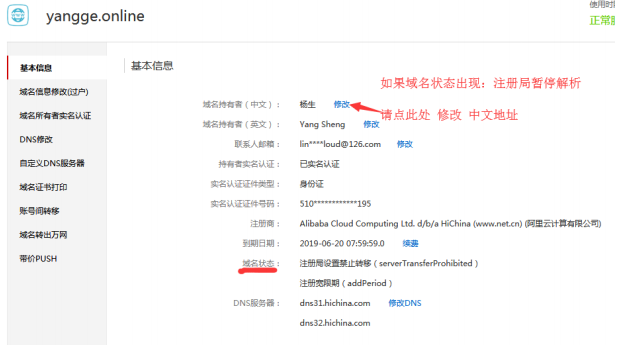 yangge.online
使用时
正常
基本信息
域名信息修改(过户)
域名所有者实名认证
DNS修改
自定义DNS服务器
域名证书打印
账号间转移
域名转出万网
带价PUSH
基本信息
如果域名状态出现：注册局暂停解析
请点此处 修改 中文地址
域名持有者（中文）： 杨生 修改
域名持有者（英文）： Yang Sheng 修改
联系人邮箱： lin****loud@126.com 修改
持有者实名认证： 已实名认证
实名认证证件类型： 身份证
实名认证证件号码： 510************195
注册商： Alibaba Cloud Computing Ltd. d/b/a HiChina (www.net.cn) (阿里云计算有限公司)
到期日期： 2019-06-20 07:59:59.0 续费
域名状态： 注册局设置禁止转移（serverTransferProhibited）
注册宽限期（addPeriod）
DNS服务器： dns31.hichina.com 修改DNS
dns32.hichina.com